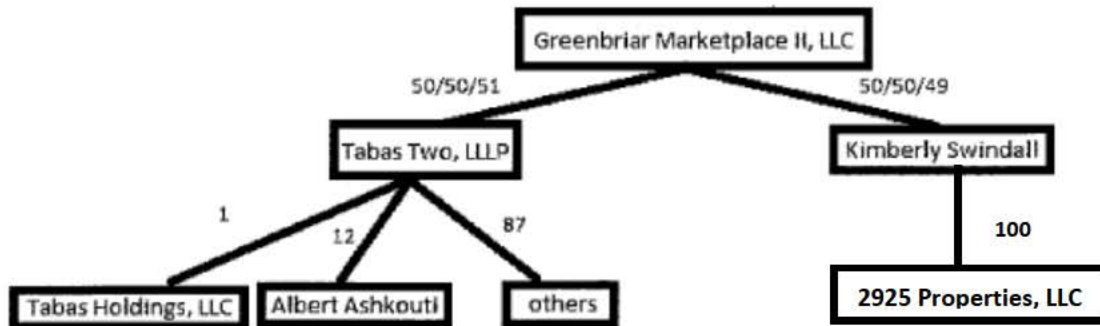 Greenbriar Marketplace II, LLC
50/50/51
50/50/49
Tabas Two, LLLP
Kimberly Swindall
1
12
87
100
Tabas Holdings, LLC
Albert Ashkouti
others
2925 Properties, LLC